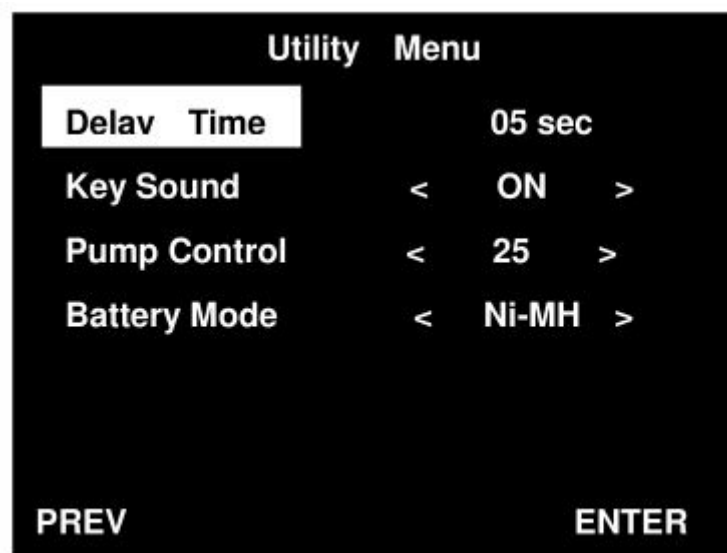 Utility Menu
Delav Time 05 sec
Key Sound < ON >
Pump Control < 25 >
Battery Mode < Ni-MH >
PREV ENTER